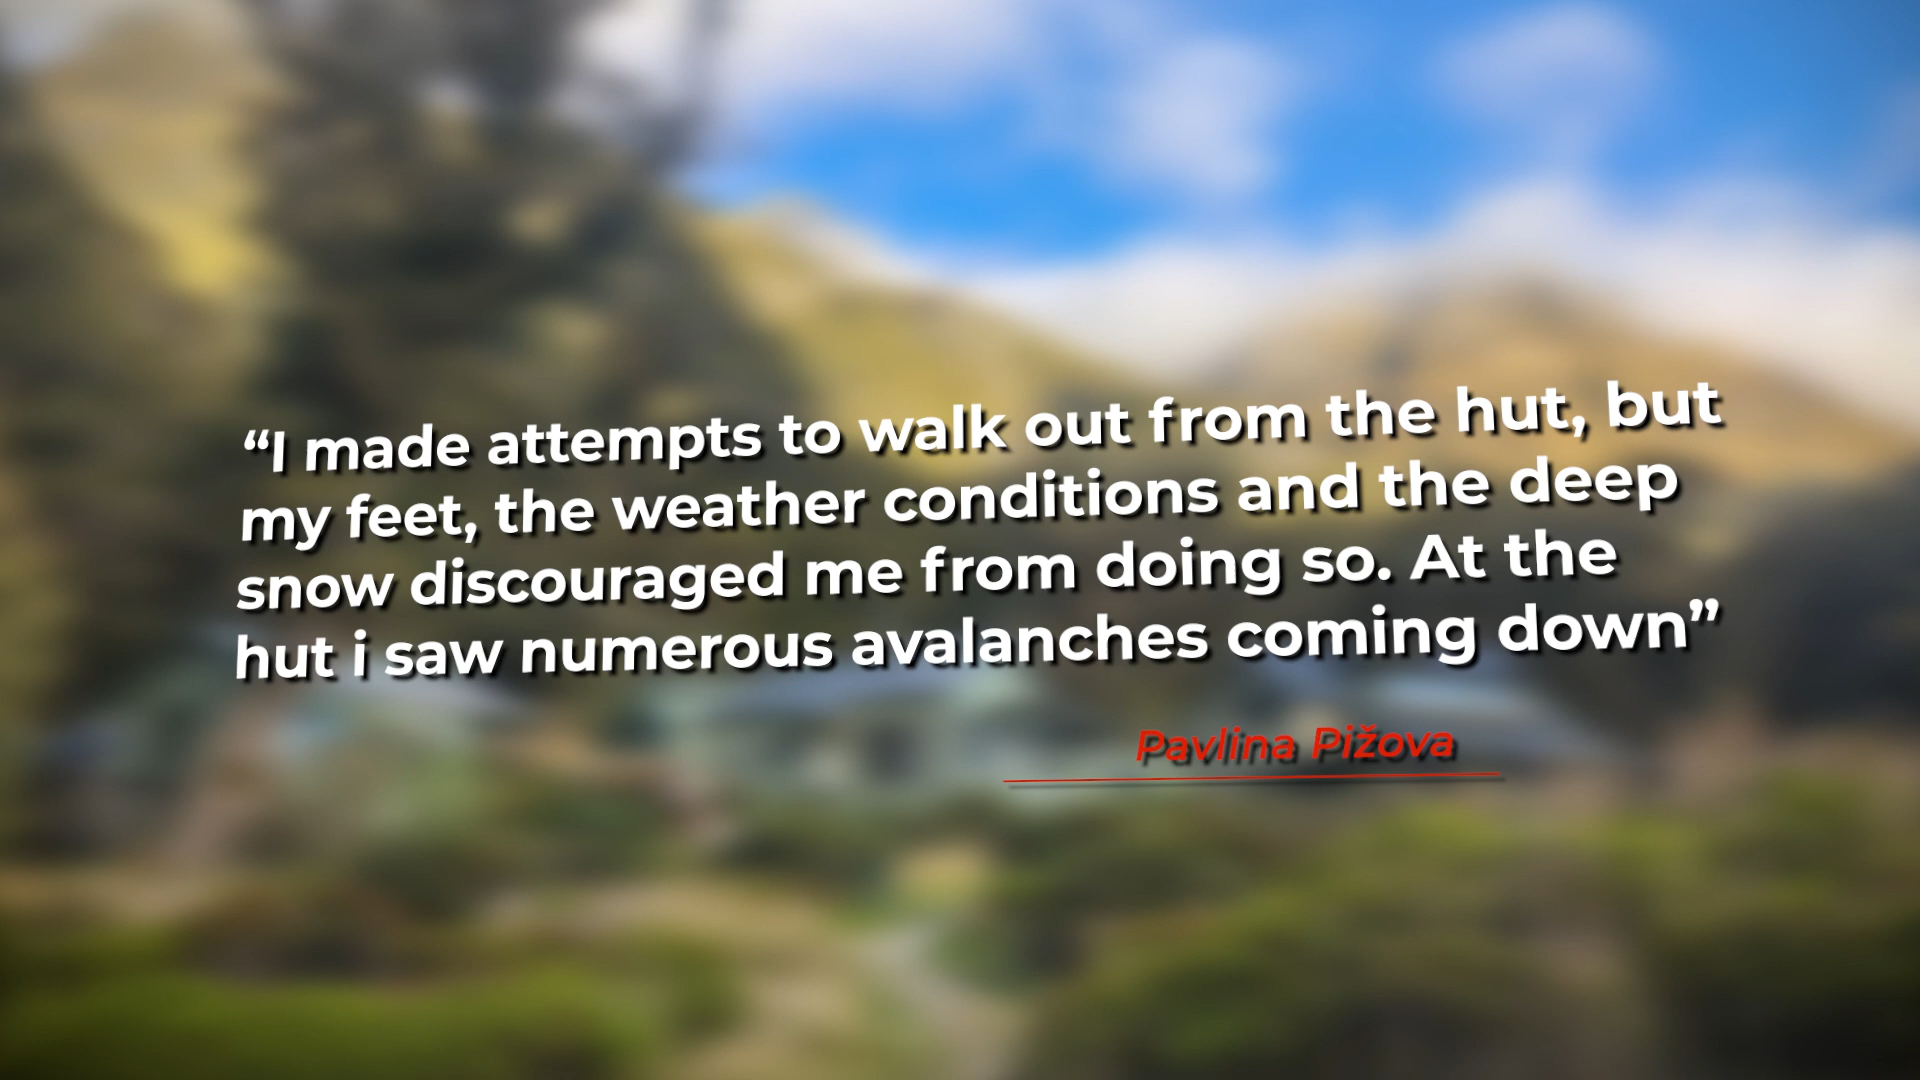 “I made attempts to walk out from the hut, but
my feet, the weather conditions and the deep
snow discouraged me from doing so. At the
hut i saw numerous avalanches coming down”
Pavlina Pižova